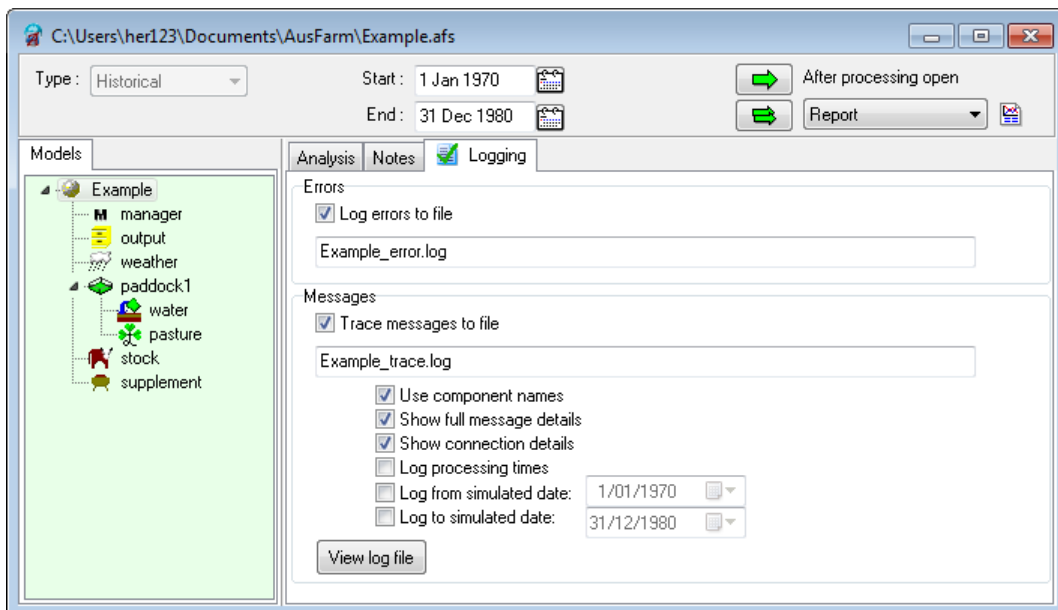 C:\Users\her123\Documents\AusFarm\Example.afs
Type : Historical
Start : 1 Jan 1970
After processing open
End : 31 Dec 1980
Report
Models
Analysis Notes Logging
Example
M manager
output
weather
paddock1
water
pasture
stock
supplement
Errors
Log errors to file
Example_error.log
Messages
Trace messages to file
Example_trace.log
Use component names
Show full message details
Show connection details
Log processing times
Log from simulated date: 1/01/1970
Log to simulated date: 31/12/1980
View log file